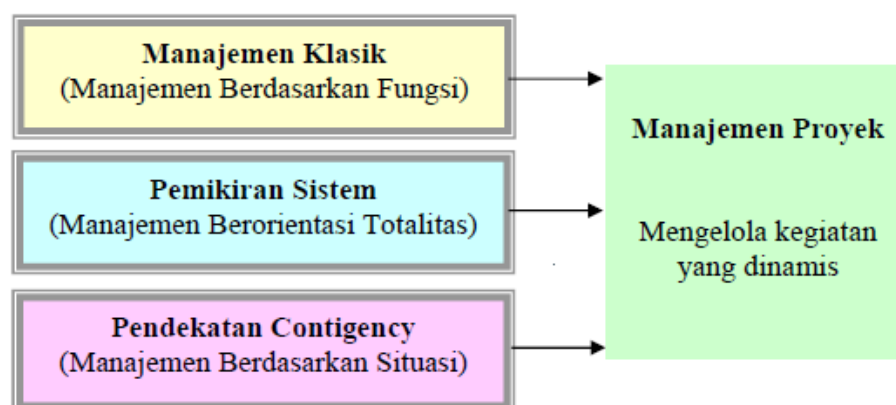 Manajemen Klasik
(Manajemen Berdasarkan Fungsi)
Pemikiran Sistem
(Manajemen Berorientasi Totalitas)
Pendekatan Contigency
(Manajemen Berdasarkan Situasi)
Manajemen Proyek
Mengelola kegiatan
yang dinamis